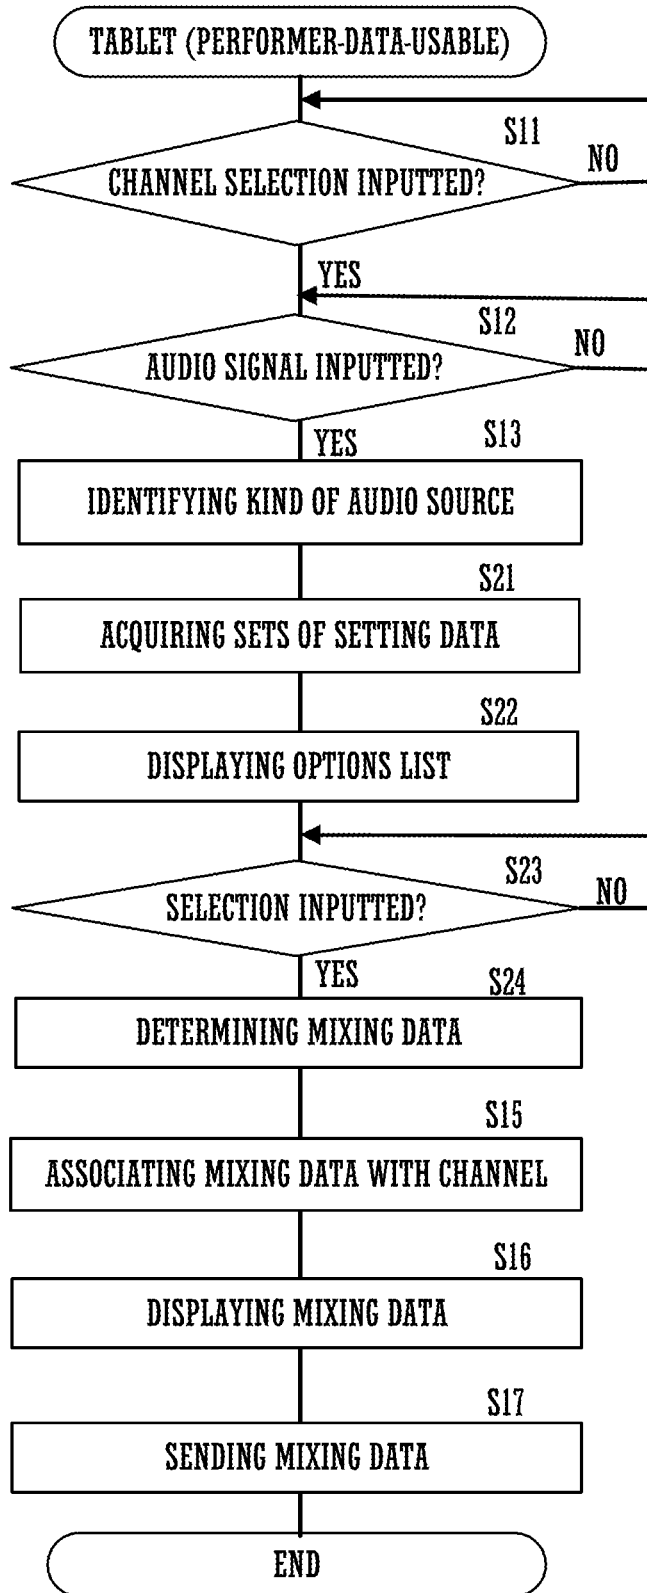 TABLET (PERFORMER-DATA-USABLE)
S11
CHANNEL SELECTION INPUTTED?
NO
YES
S12
AUDIO SIGNAL INPUTTED?
NO
YES
S13
IDENTIFYING KIND OF AUDIO SOURCE
S21
ACQUIRING SETS OF SETTING DATA
S22
DISPLAYING OPTIONS LIST
S23
SELECTION INPUTTED?
NO
YES
S24
DETERMINING MIXING DATA
S15
ASSOCIATING MIXING DATA WITH CHANNEL
S16
DISPLAYING MIXING DATA
S17
SENDING MIXING DATA
END